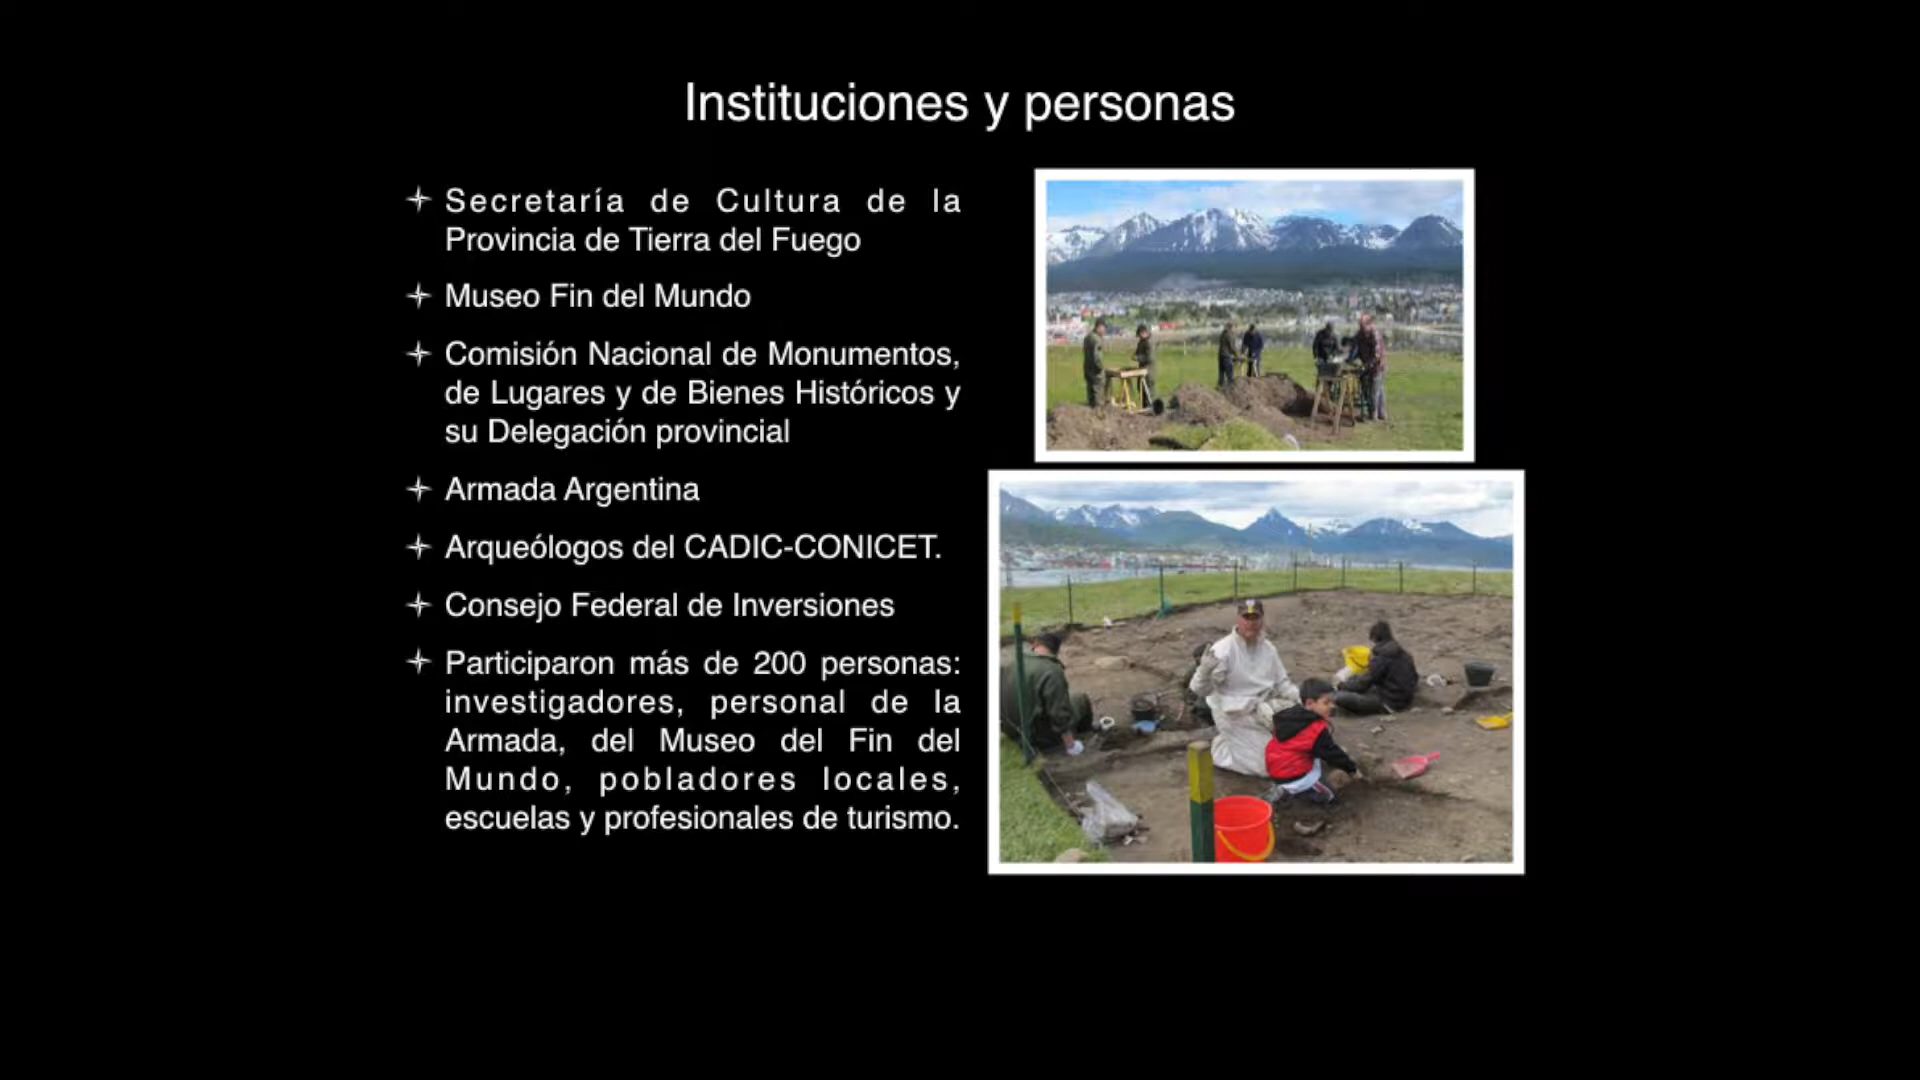 Instituciones y personas
Secretaría de Cultura de la
Provincia de Tierra del Fuego
Museo Fin del Mundo
Comisión Nacional de Monumentos,
de Lugares y de Bienes Históricos y
su Delegación provincial
Armada Argentina
Arqueólogos del CADIC-CONICET.
Consejo Federal de Inversiones
Participaron más de 200 personas:
investigadores, personal de la
Armada, del Museo del Fin del
Mundo, pobladores locales,
escuelas y profesionales de turismo.